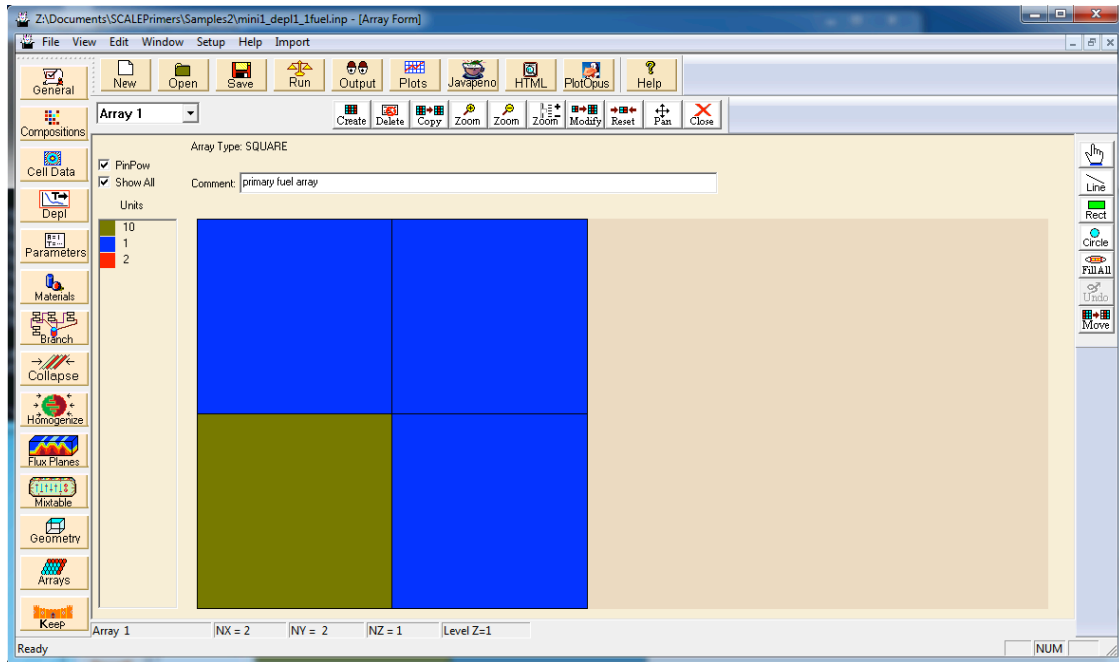 Z:\Documents\SCALEPrimers\Samples2\mini1_depl1_1fuel.inp - [Array Form]
File View Edit Window Setup Help Import
General
New Open Save Run Output Plots Javapeno HTML PlotOpus Help
Compositions
Array 1
Create Delete Copy Zoom Zoom Zoom Modify Reset Pan Close
Array Type: SQUARE
PinPow
Show All
Comment: primary fuel array
Units
10
1
2
Cell Data
Depl
Parameters
Materials
Branch
Collapse
Homogenize
Flux Planes
Mixtable
Geometry
Arrays
Keep
Line
Rect
Circle
FillAll
Undo
Move
Array 1 NX = 2 NY = 2 NZ = 1 Level Z=1
Ready NUM